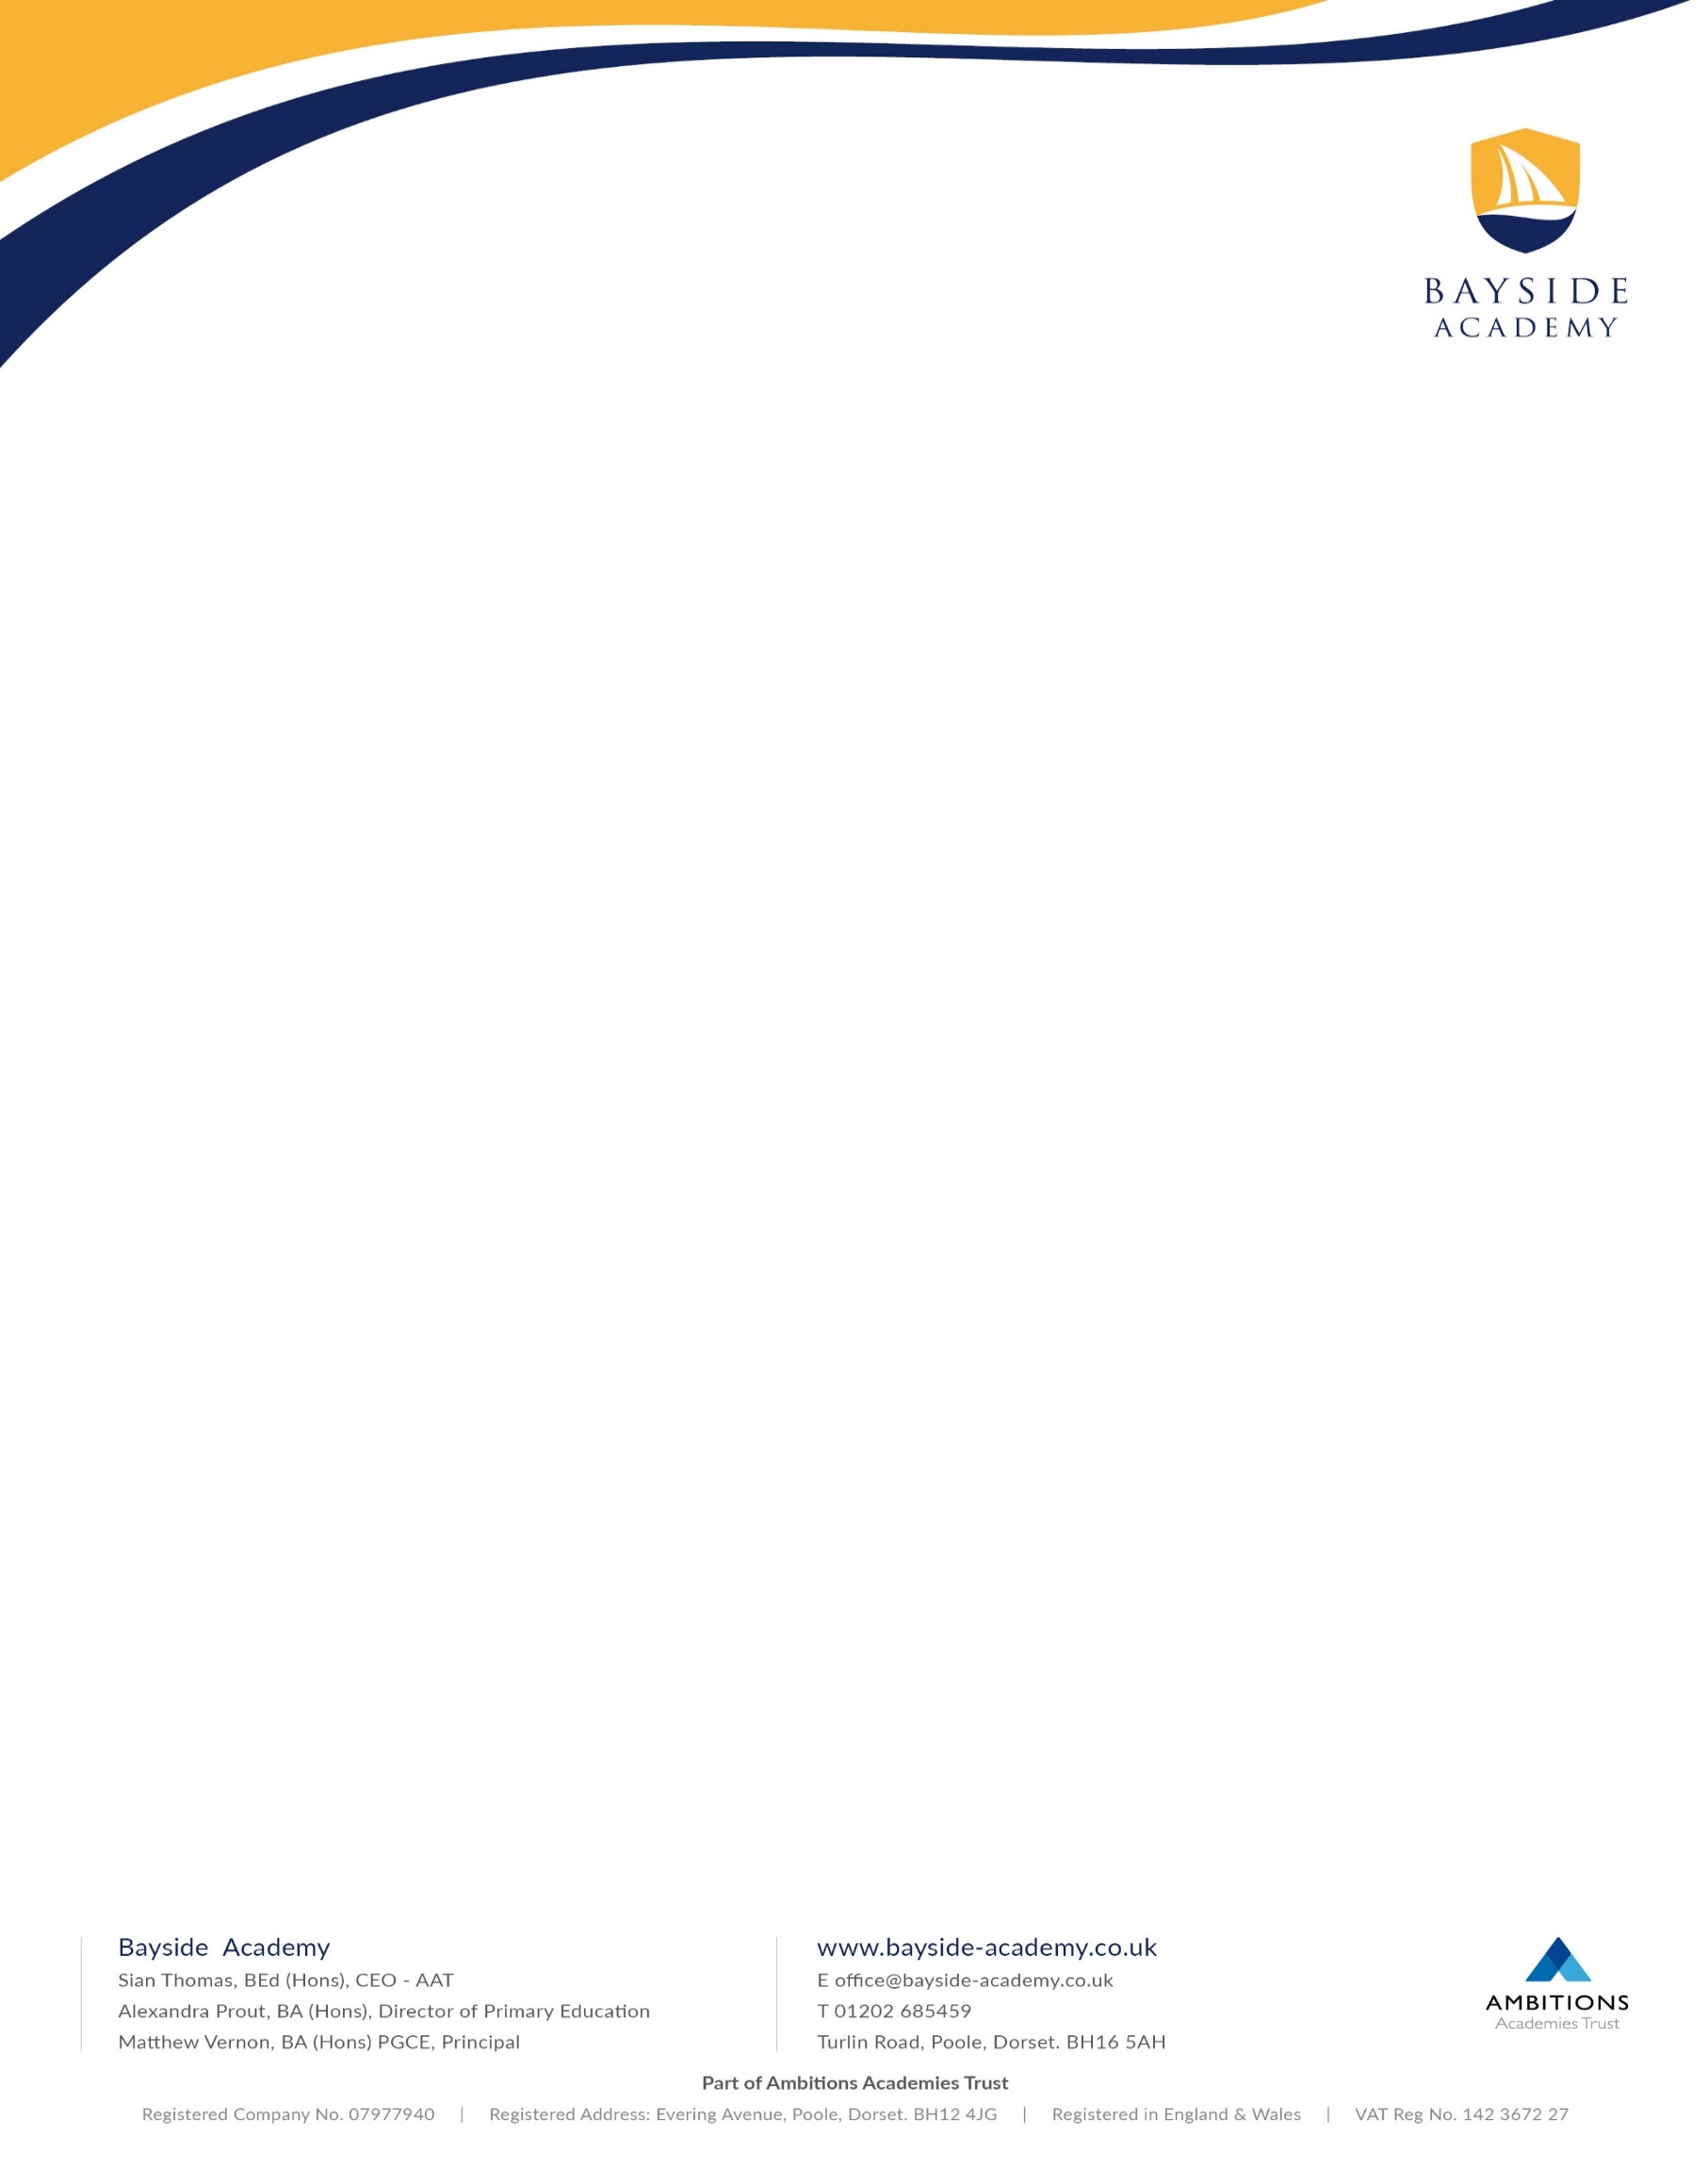 BAYSIDE
ACADEMY
Bayside Academy
Sian Thomas, BEd (Hons), CEO - AAT
Alexandra Prout, BA (Hons), Director of Primary Education
Matthew Vernon, BA (Hons) PGCE, Principal
www.bayside-academy.co.uk
E office@bayside-academy.co.uk
T 01202 685459
Turlin Road, Poole, Dorset. BH16 5AH
AMBITIONS
Academies Trust
Part of Ambitions Academies Trust
Registered Company No. 07977940 | Registered Address: Evering Avenue, Poole, Dorset. BH12 4JG | Registered in England & Wales | VAT Reg No. 142 3672 27